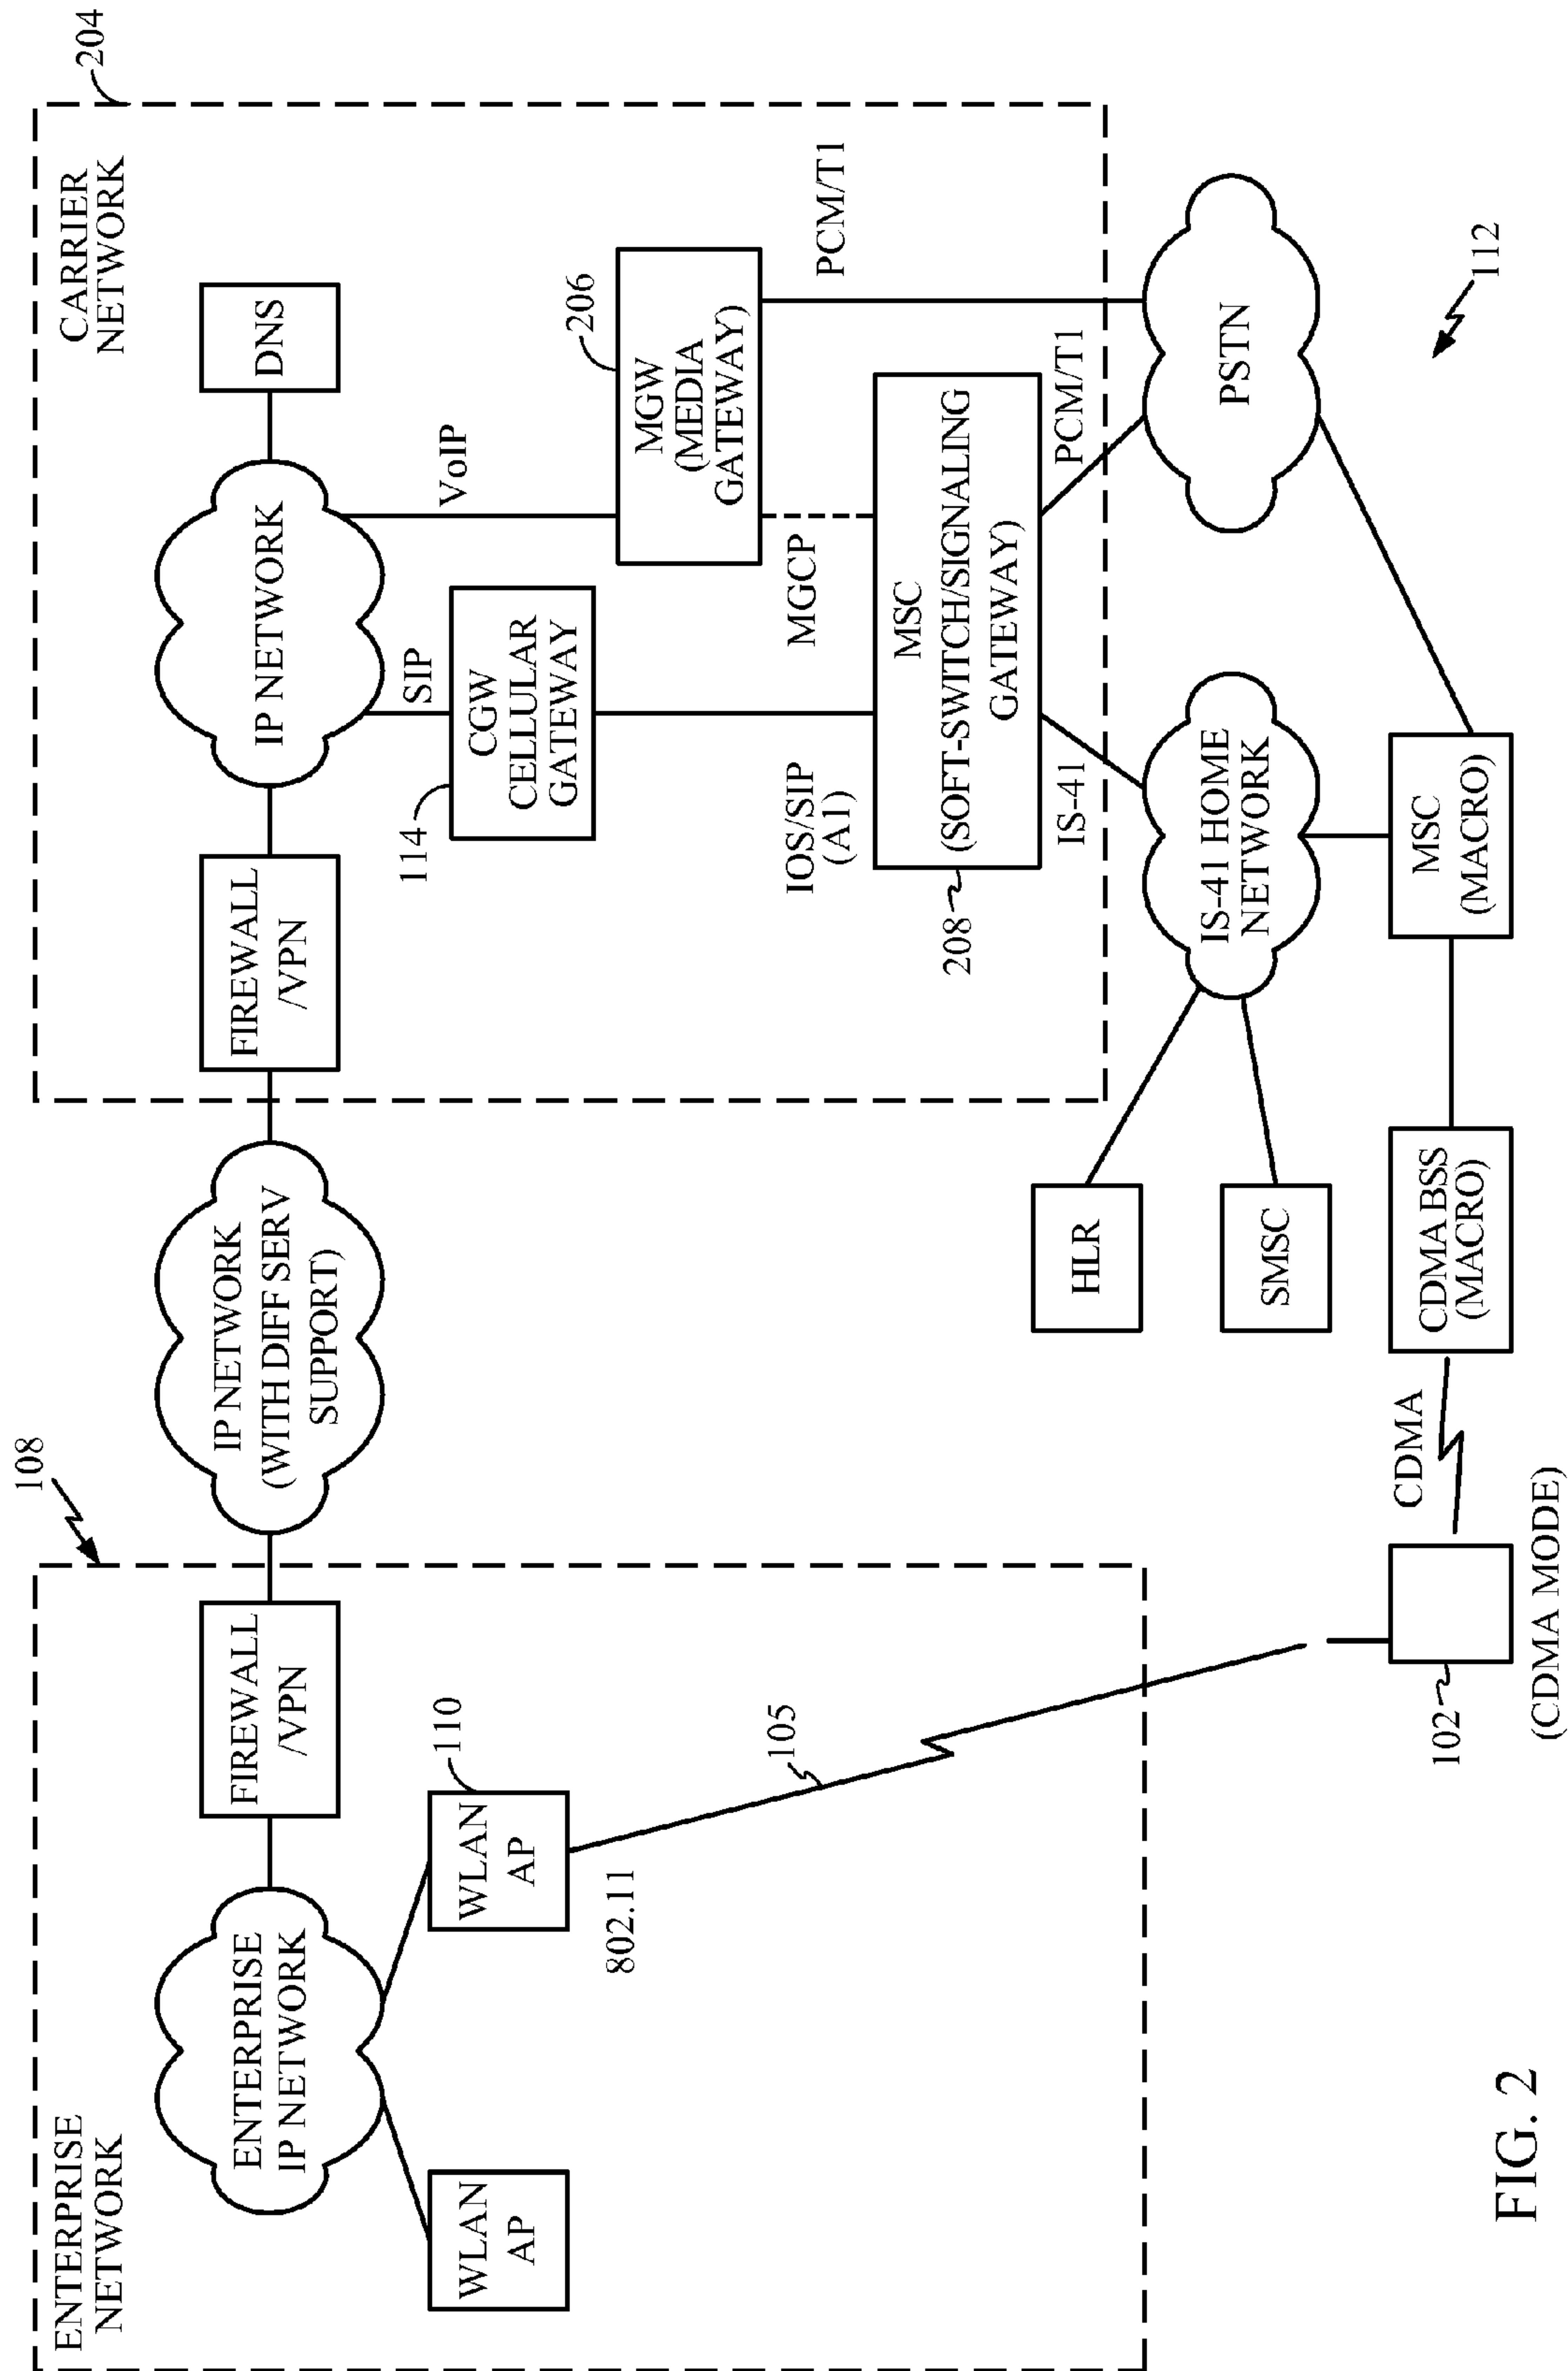 ENTERPRISE
NETWORK
108
ENTERPRISE
IP NETWORK
FIREWALL
/VPN
WLAN
AP
WLAN
AP
110
802.11
105
IP NETWORK
(WITH DIFF SERV
SUPPORT)
CARRIER
NETWORK
204
FIREWALL
/VPN
IP NETWORK
DNS
SIP
VoIP
114
CGW
CELLULAR
GATEWAY
206
MGW
(MEDIA
GATEWAY)
IOS/SIP
(A1)
MGCP
PCM/T1
208
MSC
(SOFT-SWITCH/SIGNALING
GATEWAY)
IS-41
PCM/T1
HLR
SMSC
IS-41 HOME
NETWORK
PSTN
112
102
(CDMA MODE)
CDMA
CDMA BSS
(MACRO)
MSC
(MACRO)
FIG. 2